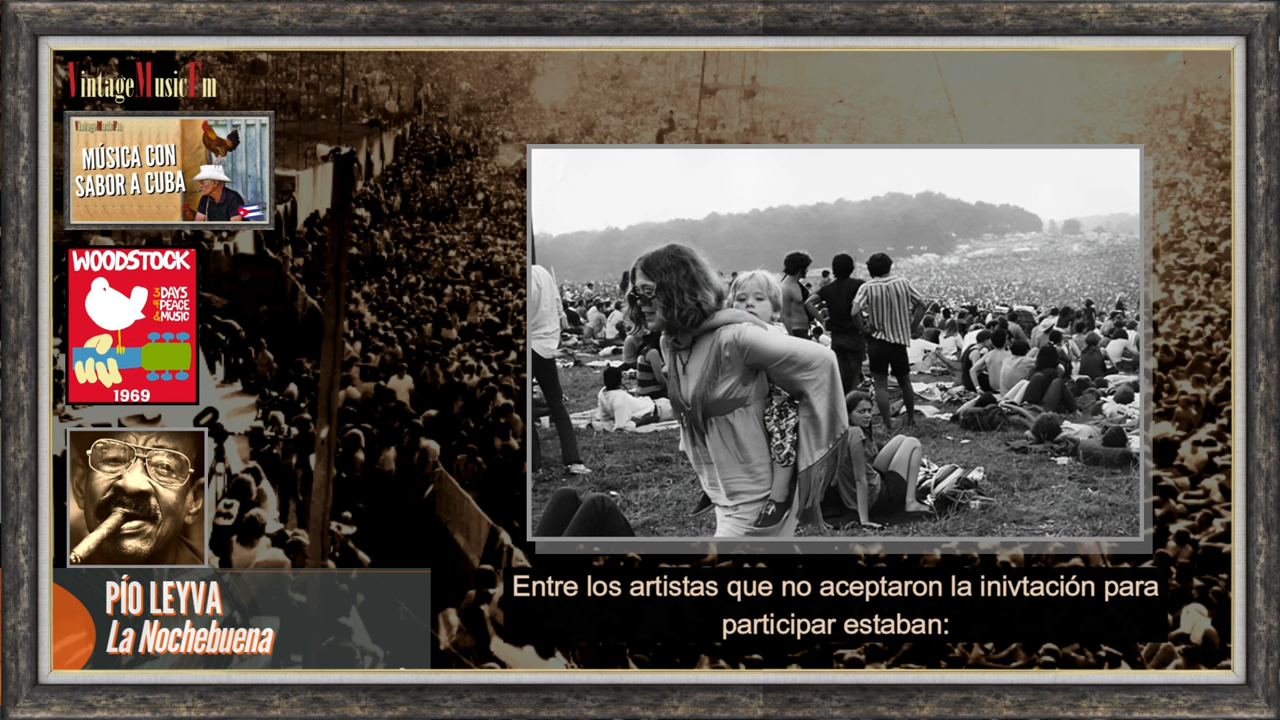 VintageMusicFm
VintageMusicFm
MÚSICA CON
SABOR A CUBA
WOODSTOCK
3 DAYS
of PEACE
& MUSIC
1969
PÍO LEYVA
La Nochebuena
Entre los artistas que no aceptaron la inivtación para
participar estaban: